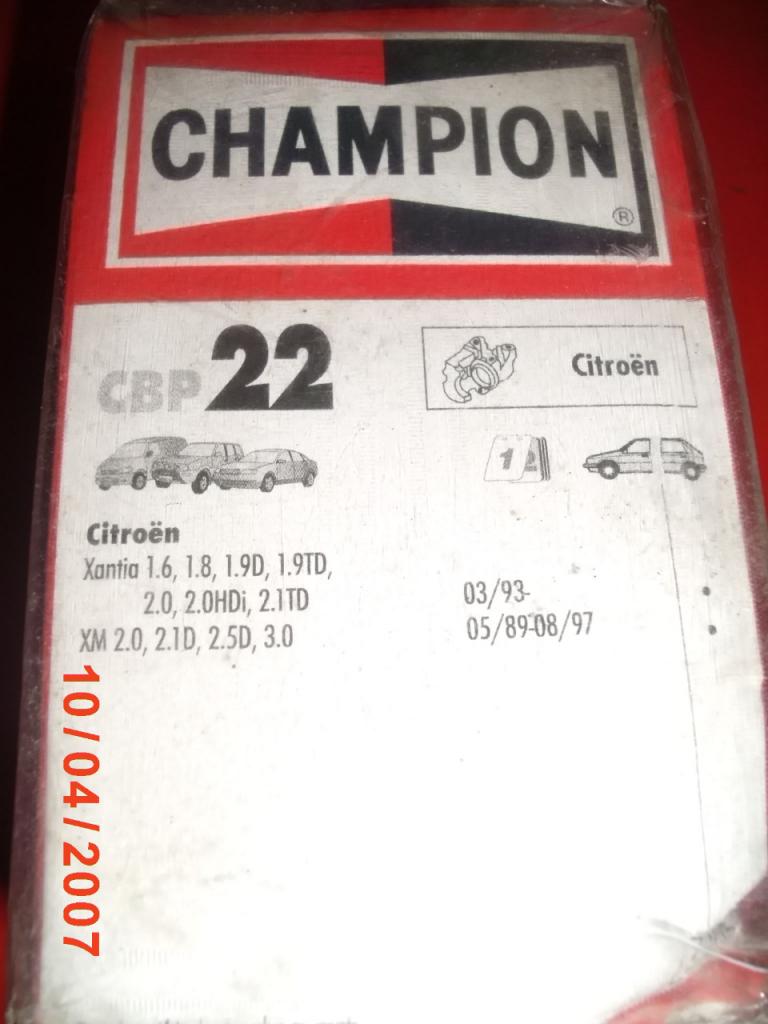 CHAMPION
®
CBP 22
Citroën
12
Citroën
Xantia 1.6, 1.8, 1.9D, 1.9TD,
2.0, 2.0HDi, 2.1TD 03/93- •
XM 2.0, 2.1D, 2.5D, 3.0 05/89-08/97 •
10/04/2007